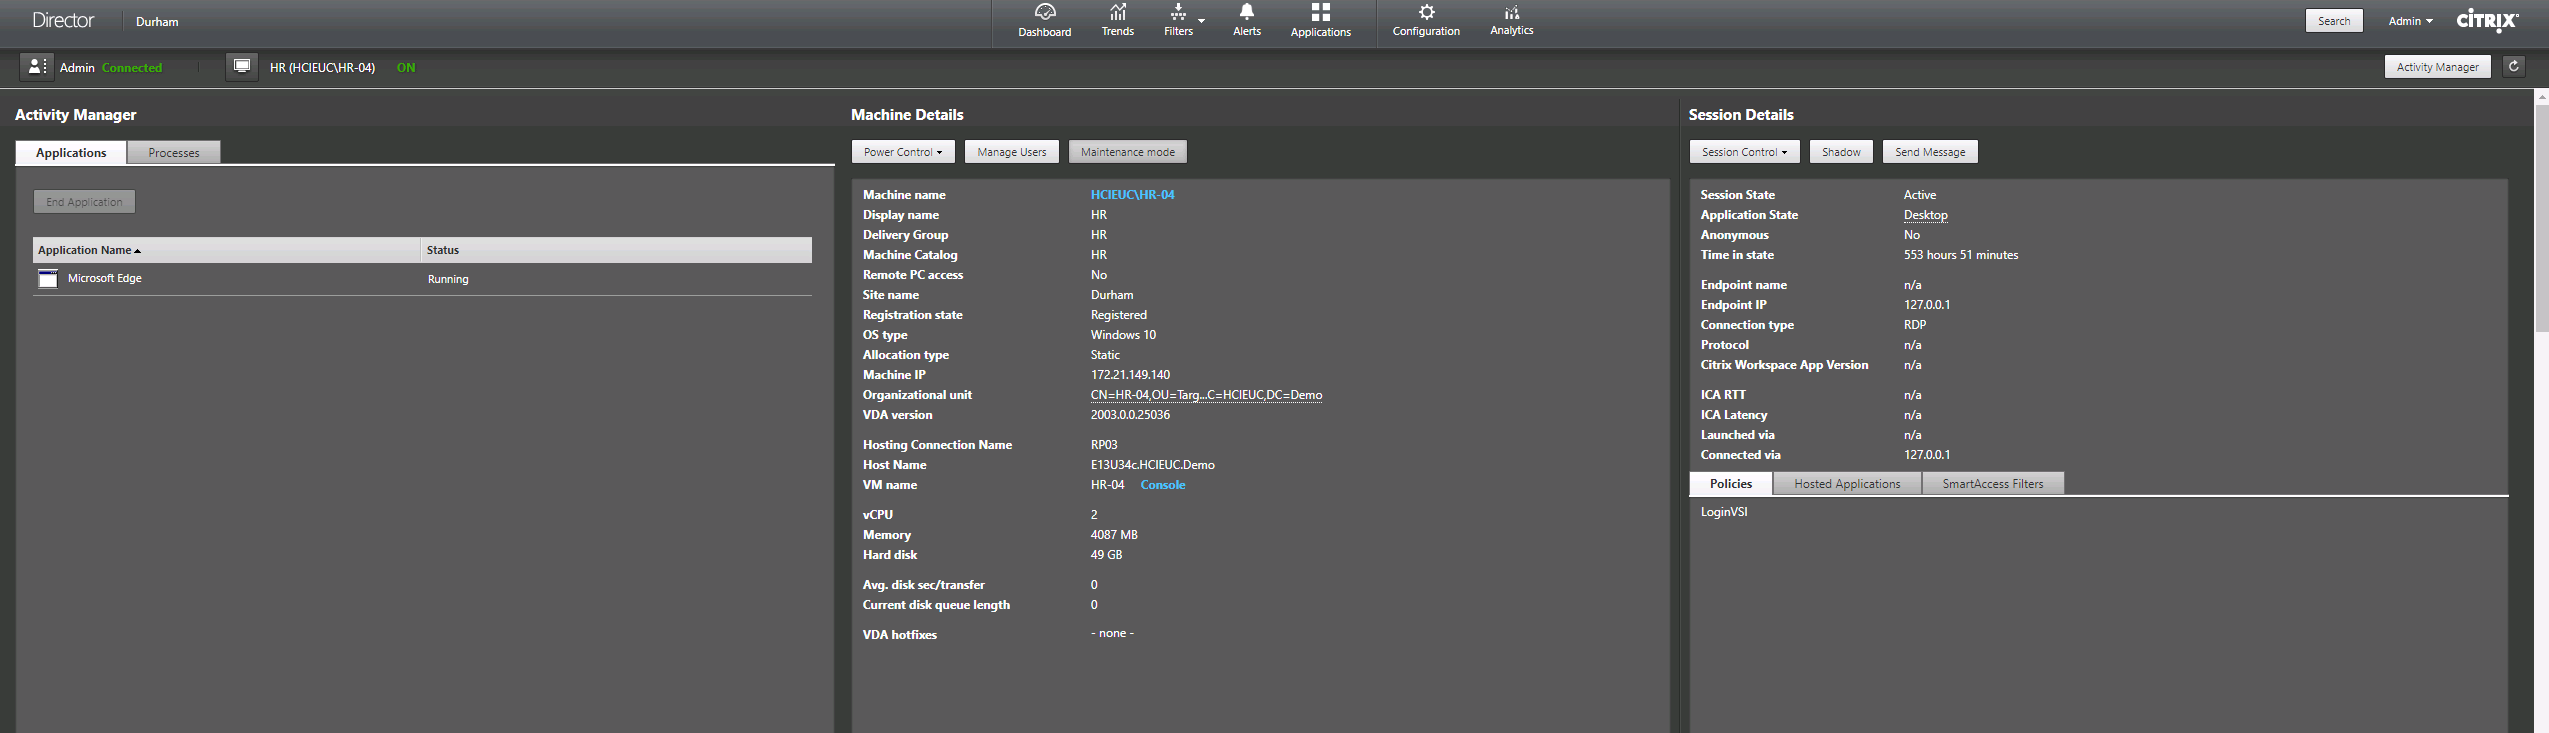 Director
Durham
Dashboard
Trends
Filters
Alerts
Applications
Configuration
Analytics
Search
Admin
CİTRIX
Admin Connected
HR (HCIEUC\HR-04) ON
Activity Manager
Activity Manager
Applications
Processes
End Application
Application Name
Status
Microsoft Edge
Running
Machine Details
Power Control
Manage Users
Maintenance mode
Machine name HCIEUC\HR-04
Display name HR
Delivery Group HR
Machine Catalog HR
Remote PC access No
Site name Durham
Registration state Registered
OS type Windows 10
Allocation type Static
Machine IP 172.21.149.140
Organizational unit CN=HR-04,OU=Targ...C=HCIEUC,DC=Demo
VDA version 2003.0.0.25036
Hosting Connection Name RP03
Host Name E13U34c.HCIEUC.Demo
VM name HR-04 Console
vCPU 2
Memory 4087 MB
Hard disk 49 GB
Avg. disk sec/transfer 0
Current disk queue length 0
VDA hotfixes - none -
Session Details
Session Control
Shadow
Send Message
Session State Active
Application State Desktop
Anonymous No
Time in state 553 hours 51 minutes
Endpoint name n/a
Endpoint IP 127.0.0.1
Connection type RDP
Protocol n/a
Citrix Workspace App Version n/a
ICA RTT n/a
ICA Latency n/a
Launched via n/a
Connected via 127.0.0.1
Policies
Hosted Applications
SmartAccess Filters
LoginVSI